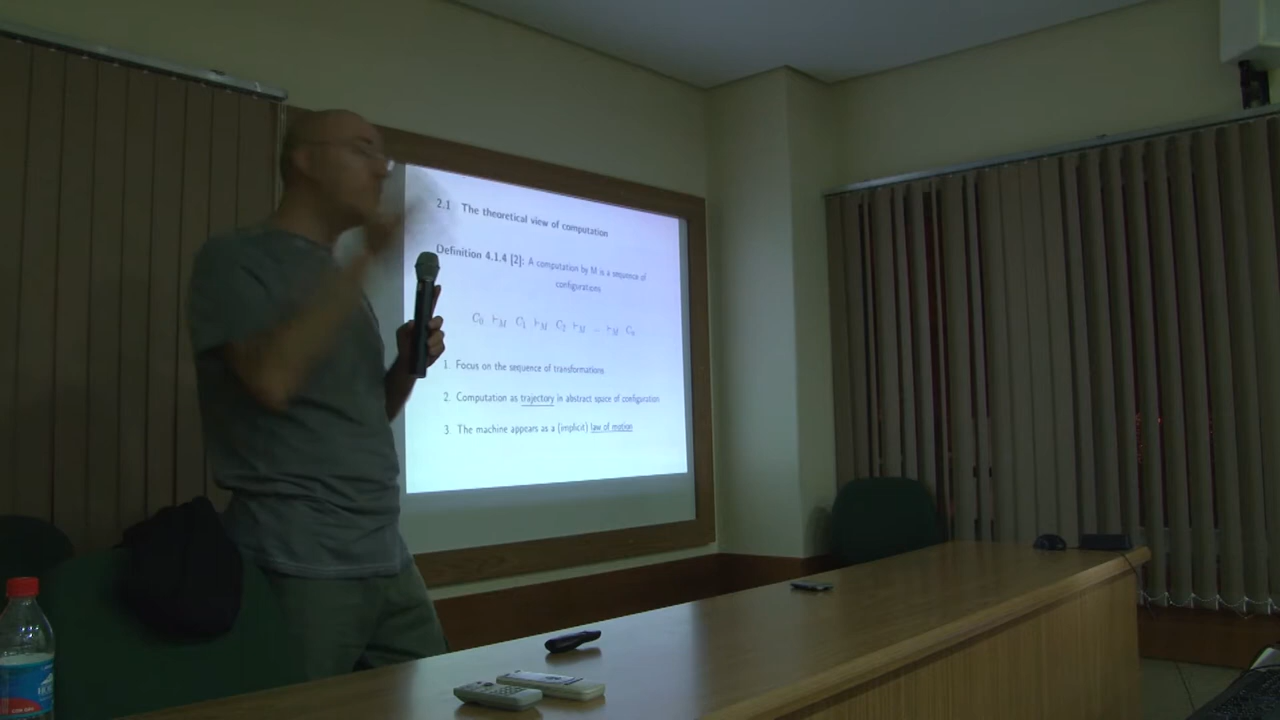 2.1 The theoretical view of computation
Definition 4.1.4 [2]: A computation by M is a sequence of
configurations
C₀ ⊢M C₁ ⊢M C₂ ⊢M ... ⊢M Cₙ
1. Focus on the sequence of transformations
2. Computation as trajectory in abstract space of configuration
3. The machine appears as a (implicit) law of motion